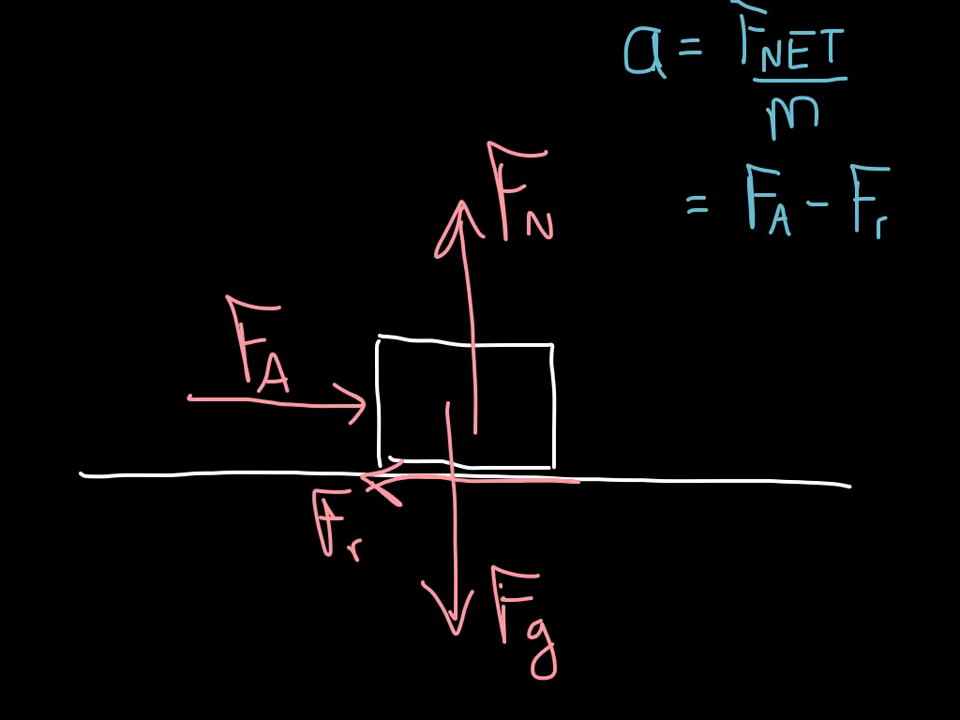 a = F_NET / m
= F_A - F_r
F_N
F_A
F_r
F_g